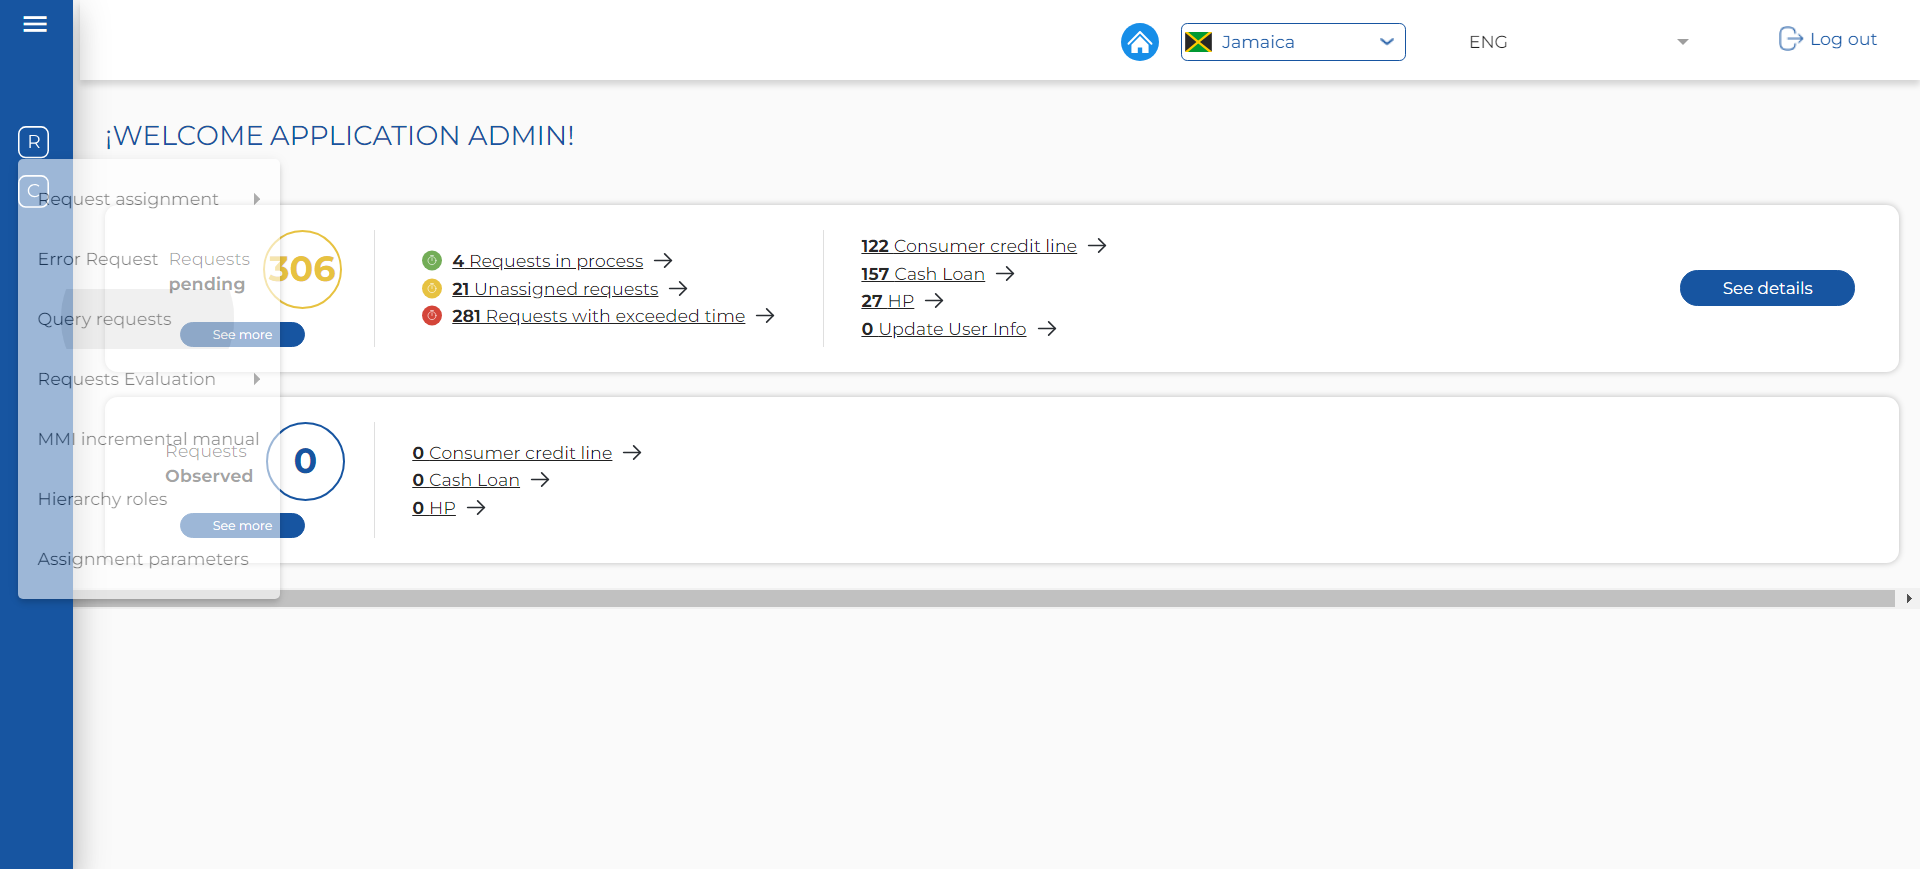 Jamaica
ENG
Log out
¡WELCOME APPLICATION ADMIN!
R
C
Request assignment
Error Request
Query requests
Requests Evaluation
MMI incremental manual
Hierarchy roles
Assignment parameters
Requests
pending
306
See more
4 Requests in process
21 Unassigned requests
281 Requests with exceeded time
122 Consumer credit line
157 Cash Loan
27 HP
0 Update User Info
See details
Requests
Observed
0
See more
0 Consumer credit line
0 Cash Loan
0 HP